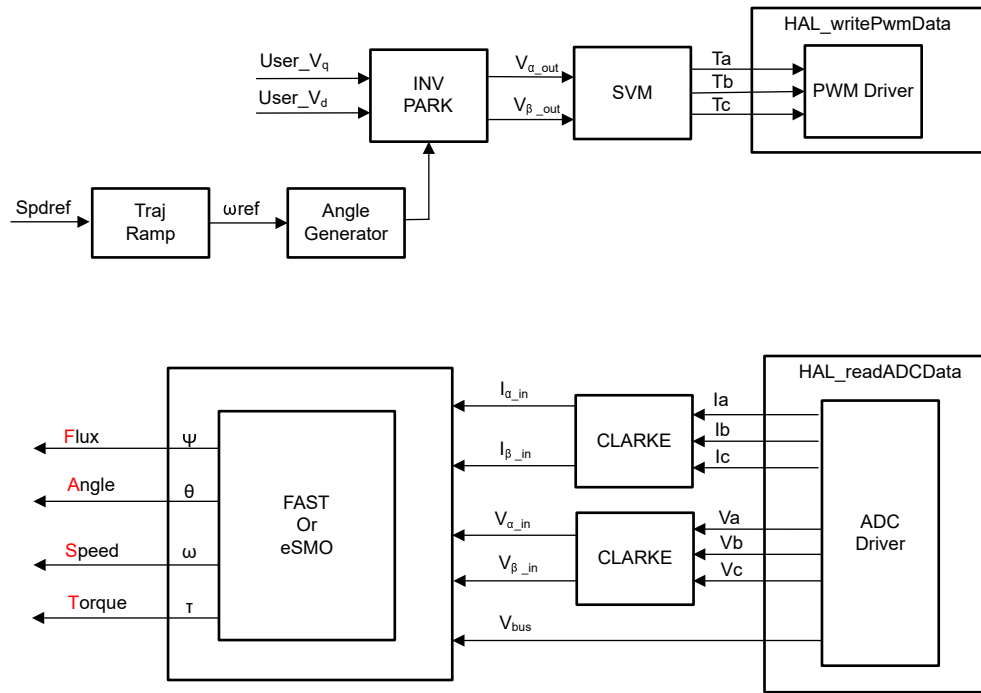 HAL_writePwmData
User_Vq
User_Vd
INV
PARK
Vα_out
Vβ_out
SVM
Ta
Tb
Tc
PWM Driver
Spdref
Traj
Ramp
ωref
Angle
Generator
HAL_readADCData
Iα_in
Iβ_in
CLARKE
Ia
Ib
Ic
Flux
Ψ
Angle
θ
Speed
ω
Torque
τ
FAST
Or
eSMO
Vα_in
Vβ_in
CLARKE
Va
Vb
Vc
ADC
Driver
Vbus